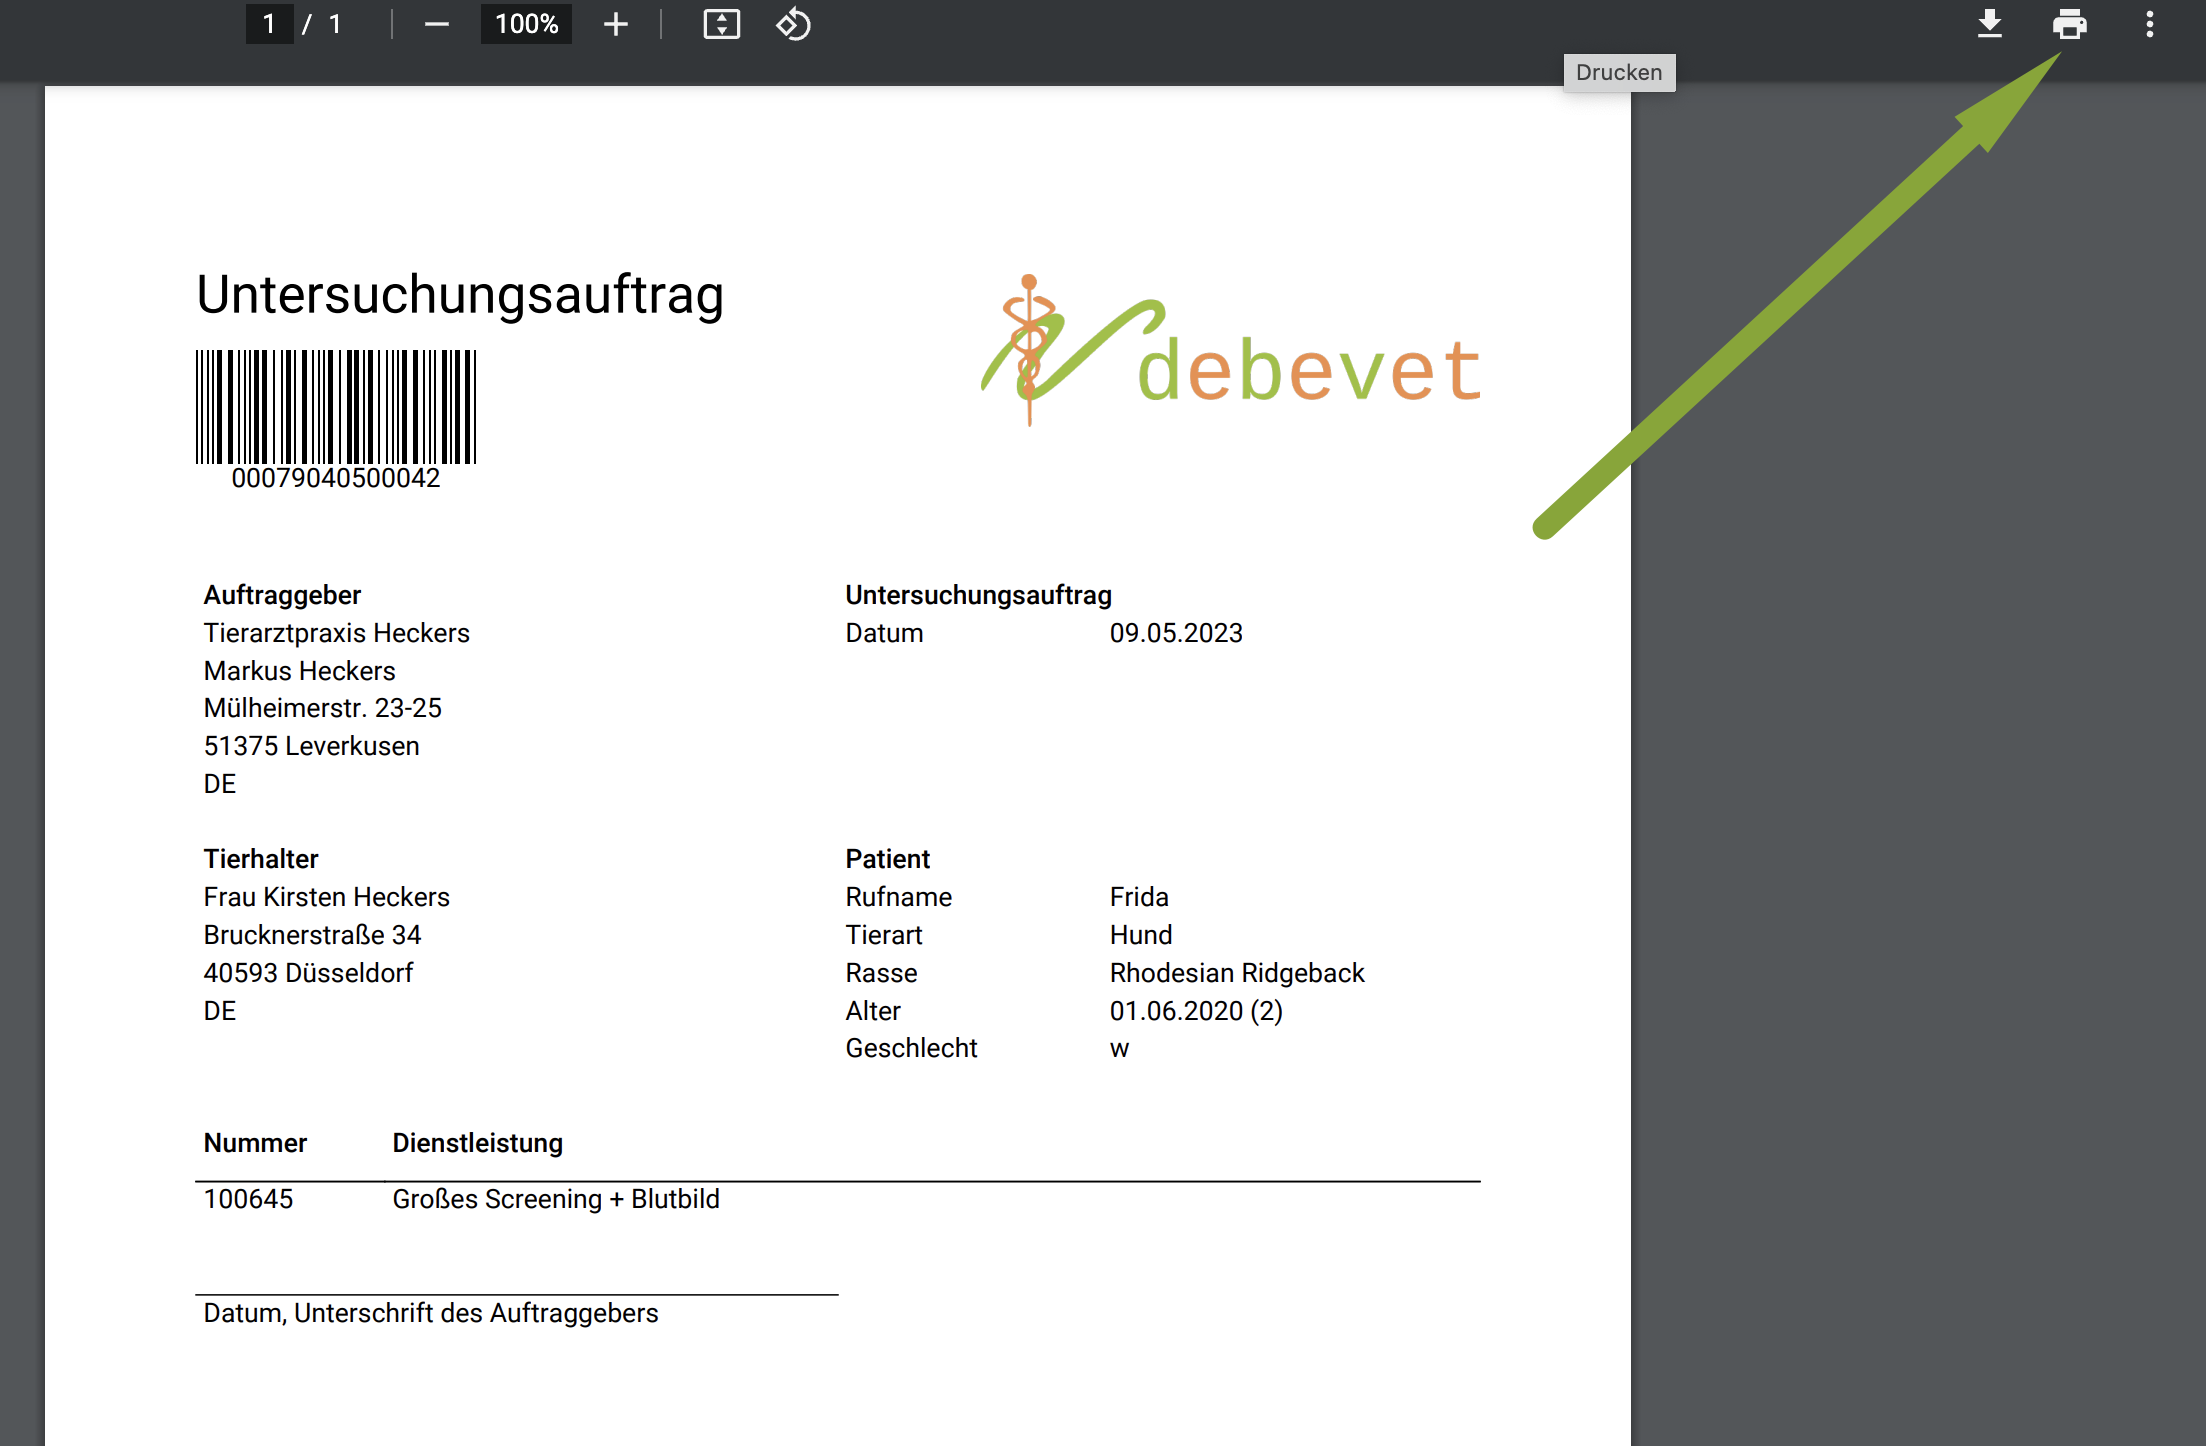 1 / 1 100%
Drucken
Untersuchungsauftrag
debevet
00079040500042
Auftraggeber
Tierarztpraxis Heckers
Markus Heckers
Mülheimerstr. 23-25
51375 Leverkusen
DE
Untersuchungsauftrag
Datum 09.05.2023
Tierhalter
Frau Kirsten Heckers
Brucknerstraße 34
40593 Düsseldorf
DE
Patient
Rufname Frida
Tierart Hund
Rasse Rhodesian Ridgeback
Alter 01.06.2020 (2)
Geschlecht w
Nummer Dienstleistung
100645 Großes Screening + Blutbild
Datum, Unterschrift des Auftraggebers